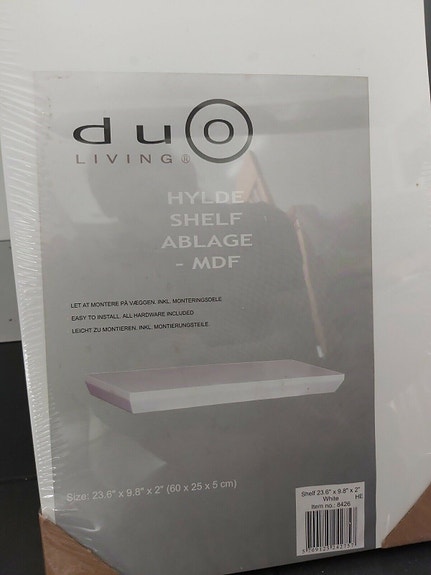 duo
LIVING®
HYLDE
SHELF
ABLAGE
- MDF
LET AT MONTERE PÅ VÆGGEN. INKL. MONTERINGSDELE
EASY TO INSTALL. ALL HARDWARE INCLUDED
LEICHT ZU MONTIEREN. INKL. MONTIERUNGSTEILE.
Size: 23.6" x 9.8" x 2" (60 x 25 x 5 cm)
Shelf 23.6" x 9.8" x 2"
White HE
Item no.: 8426